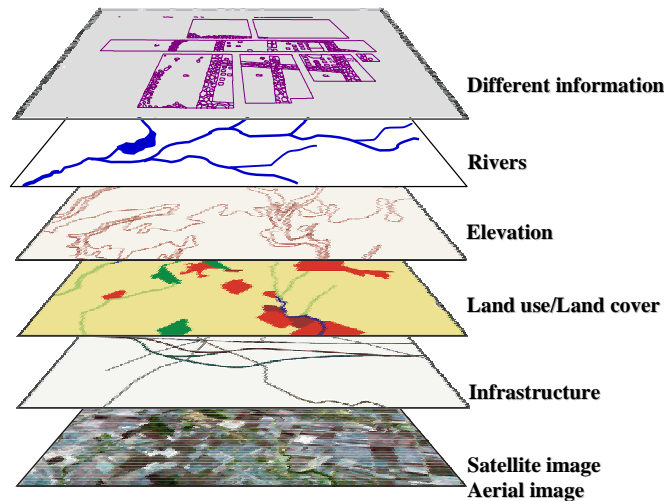 Different information
Rivers
Elevation
Land use/Land cover
Infrastructure
Satellite image
Aerial image